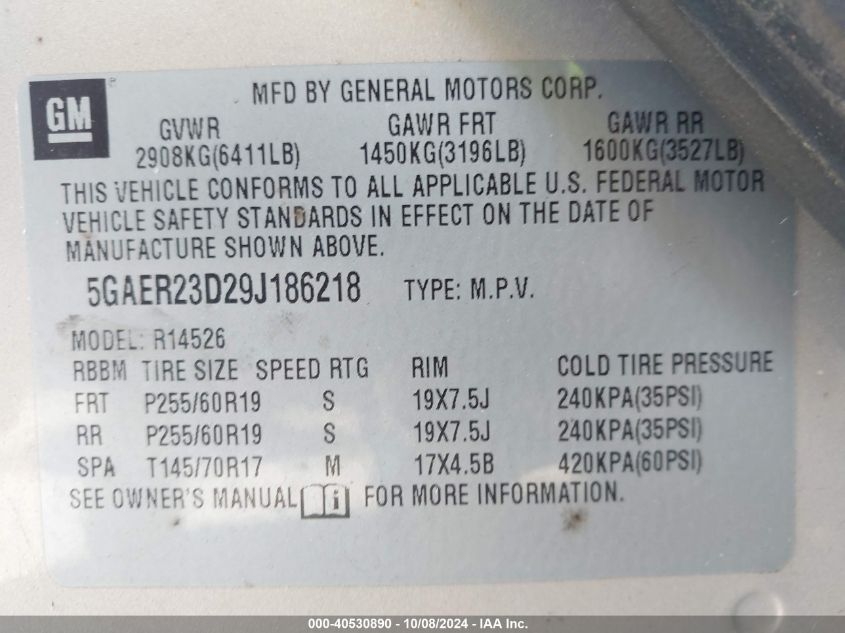 GM
MFD BY GENERAL MOTORS CORP.
GVWR GAWR FRT GAWR RR
2908KG(6411LB) 1450KG(3196LB) 1600KG(3527LB)
THIS VEHICLE CONFORMS TO ALL APPLICABLE U.S. FEDERAL MOTOR
VEHICLE SAFETY STANDARDS IN EFFECT ON THE DATE OF
MANUFACTURE SHOWN ABOVE.
5GAER23D29J186218 TYPE: M.P.V.
MODEL: R14526
RBBM TIRE SIZE SPEED RTG RIM COLD TIRE PRESSURE
FRT P255/60R19 S 19X7.5J 240KPA(35PSI)
RR P255/60R19 S 19X7.5J 240KPA(35PSI)
SPA T145/70R17 M 17X4.5B 420KPA(60PSI)
SEE OWNER'S MANUAL i FOR MORE INFORMATION.
000-40530890 - 10/08/2024 - IAA Inc.